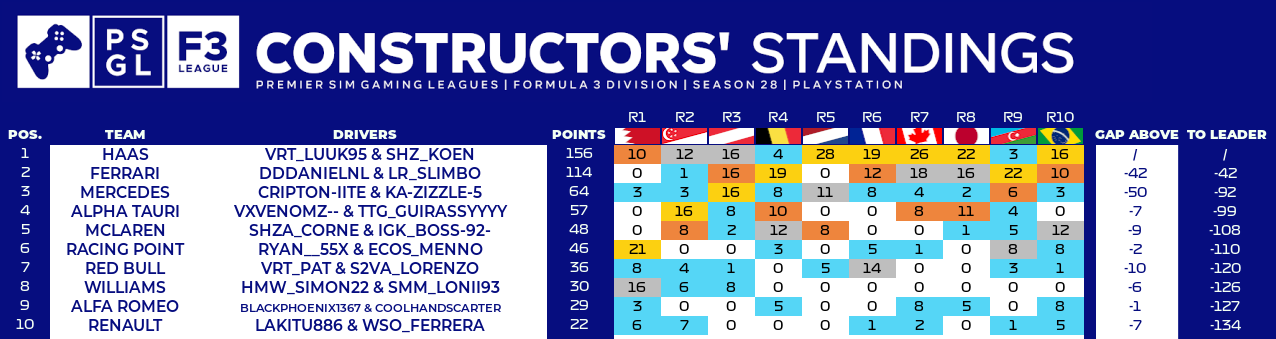 PS
GL
F3
LEAGUE
CONSTRUCTORS' STANDINGS
PREMIER SIM GAMING LEAGUES | FORMULA 3 DIVISION | SEASON 28 | PLAYSTATION
R1 R2 R3 R4 R5 R6 R7 R8 R9 R10
POS. TEAM DRIVERS POINTS GAP ABOVE TO LEADER
1 HAAS VRT_LUUK95 & SHZ_KOEN 156 10 12 16 4 28 19 26 22 3 16 / /
2 FERRARI DDDANIELNL & LR_SLIMBO 114 0 1 16 19 0 12 18 16 22 10 -42 -42
3 MERCEDES CRIPTON-IITE & KA-ZIZZLE-5 64 3 3 16 8 11 8 4 2 6 3 -50 -92
4 ALPHA TAURI VXVENOMZ-- & TTG_GUIRASSYYYY 57 0 16 8 10 0 0 8 11 4 0 -7 -99
5 MCLAREN SHZA_CORNE & IGK_BOSS-92- 48 0 8 2 12 8 0 0 1 5 12 -9 -108
6 RACING POINT RYAN__55X & ECOS_MENNO 46 21 0 0 3 0 5 1 0 8 8 -2 -110
7 RED BULL VRT_PAT & S2VA_LORENZO 36 8 4 1 0 5 14 0 0 3 1 -10 -120
8 WILLIAMS HMW_SIMON22 & SMM_LONII93 30 16 6 8 0 0 0 0 0 0 0 -6 -126
9 ALFA ROMEO BLACKPHOENIX1367 & COOLHANDSCARTER 29 3 0 0 5 0 0 8 5 0 8 -1 -127
10 RENAULT LAKITU886 & WSO_FERRERA 22 6 7 0 0 0 1 2 0 1 5 -7 -134